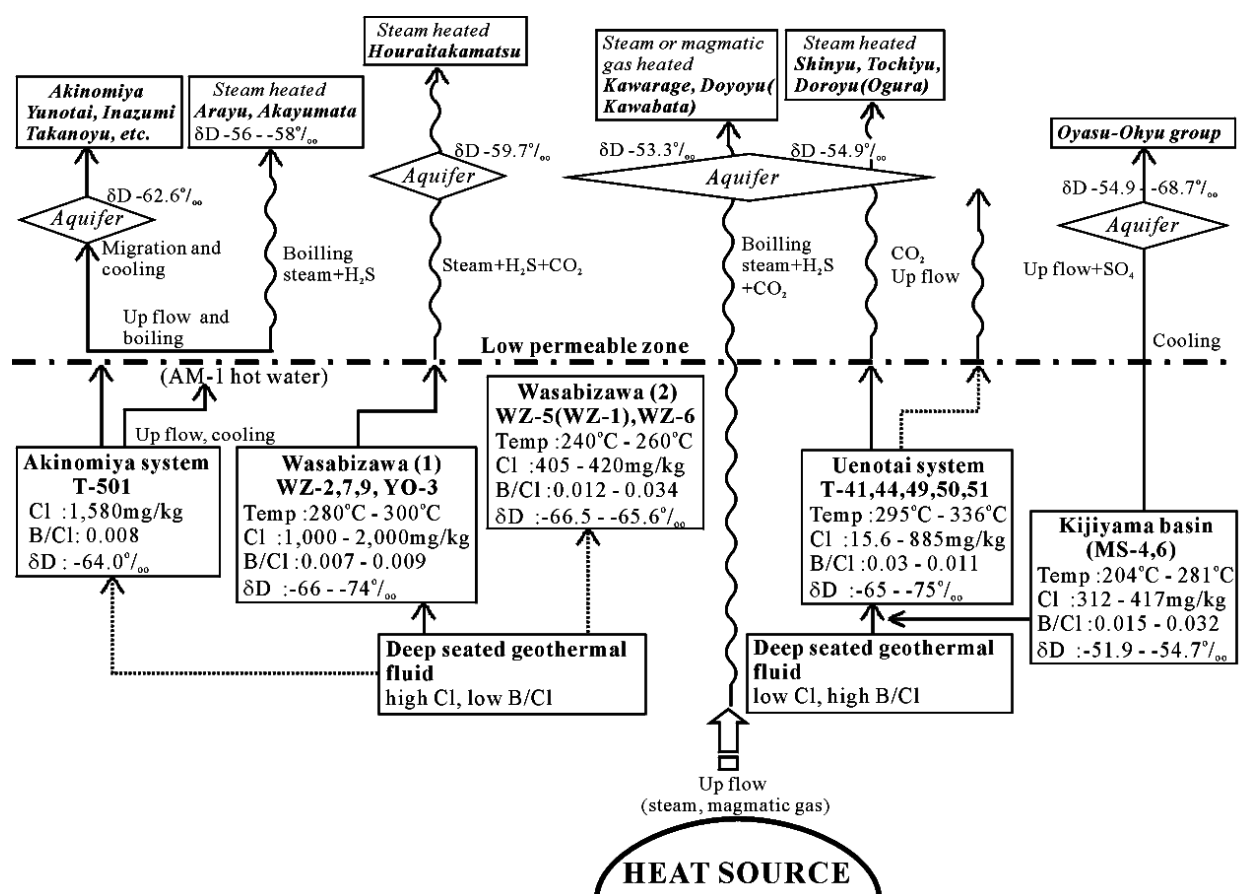 Steam heated
Houraitakamatsu
Steam or magmatic
gas heated
Kawarage, Doyoyu(
Kawabata)
Steam heated
Shinyu, Tochiyu,
Doroyu(Ogura)
Akinomiya
Yunotai, Inazumi
Takanoyu, etc.
Steam heated
Arayu, Akayumata
δD -56 - -58°/₀₀
Oyasu-Ohyu group
δD -62.6°/₀₀
Aquifer
δD -59.7°/₀₀
Aquifer
δD -53.3°/₀₀
δD -54.9°/₀₀
Aquifer
δD -54.9 - -68.7°/₀₀
Aquifer
Migration and
cooling
Boilling
steam+H₂S
Steam+H₂S+CO₂
Boilling
steam+H₂S
+CO₂
CO₂
Up flow
Up flow+SO₄
Up flow and
boiling
Low permeable zone
Cooling
(AM-1 hot water)
Up flow, cooling
Akinomiya system
T-501
Cl :1,580mg/kg
B/Cl: 0.008
δD : -64.0°/₀₀
Wasabizawa (1)
WZ-2,7,9, YO-3
Temp :280°C - 300°C
Cl :1,000 - 2,000mg/kg
B/Cl :0.007 - 0.009
δD :-66 - -74°/₀₀
Wasabizawa (2)
WZ-5(WZ-1),WZ-6
Temp :240°C - 260°C
Cl :405 - 420mg/kg
B/Cl :0.012 - 0.034
δD :-66.5 - -65.6°/₀₀
Uenotai system
T-41,44,49,50,51
Temp :295°C - 336°C
Cl :15.6 - 885mg/kg
B/Cl :0.03 - 0.011
δD :-65 - -75°/₀₀
Kijiyama basin
(MS-4,6)
Temp :204°C - 281°C
Cl :312 - 417mg/kg
B/Cl :0.015 - 0.032
δD :-51.9 - -54.7°/₀₀
Deep seated geothermal
fluid
high Cl, low B/Cl
Deep seated geothermal
fluid
low Cl, high B/Cl
Up flow
(steam, magmatic gas)
HEAT SOURCE